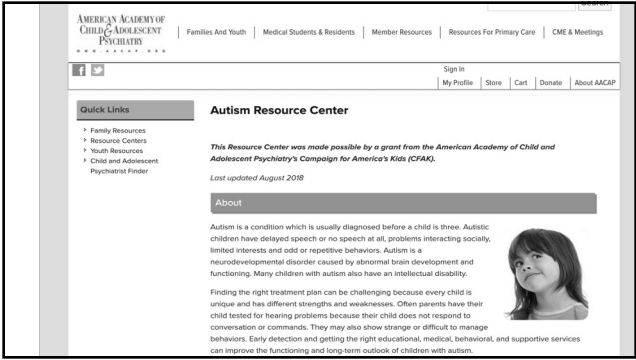 Search
AMERICAN ACADEMY OF
CHILD & ADOLESCENT
PSYCHIATRY
WWW.AACAP.ORG
Families And Youth
Medical Students & Residents
Member Resources
Resources For Primary Care
CME & Meetings
Sign In
My Profile
Store
Cart
Donate
About AACAP
Quick Links
Family Resources
Resource Centers
Youth Resources
Child and Adolescent
Psychiatrist Finder
Autism Resource Center
This Resource Center was made possible by a grant from the American Academy of Child and
Adolescent Psychiatry's Campaign for America's Kids (CFAK).
Last updated August 2018
About
Autism is a condition which is usually diagnosed before a child is three. Autistic
children have delayed speech or no speech at all, problems interacting socially,
limited interests and odd or repetitive behaviors. Autism is a
neurodevelopmental disorder caused by abnormal brain development and
functioning. Many children with autism also have an intellectual disability.
Finding the right treatment plan can be challenging because every child is
unique and has different strengths and weaknesses. Often parents have their
child tested for hearing problems because their child does not respond to
conversation or commands. They may also show strange or difficult to manage
behaviors. Early detection and getting the right educational, medical, behavioral, and supportive services
can improve the functioning and long-term outlook of children with autism.